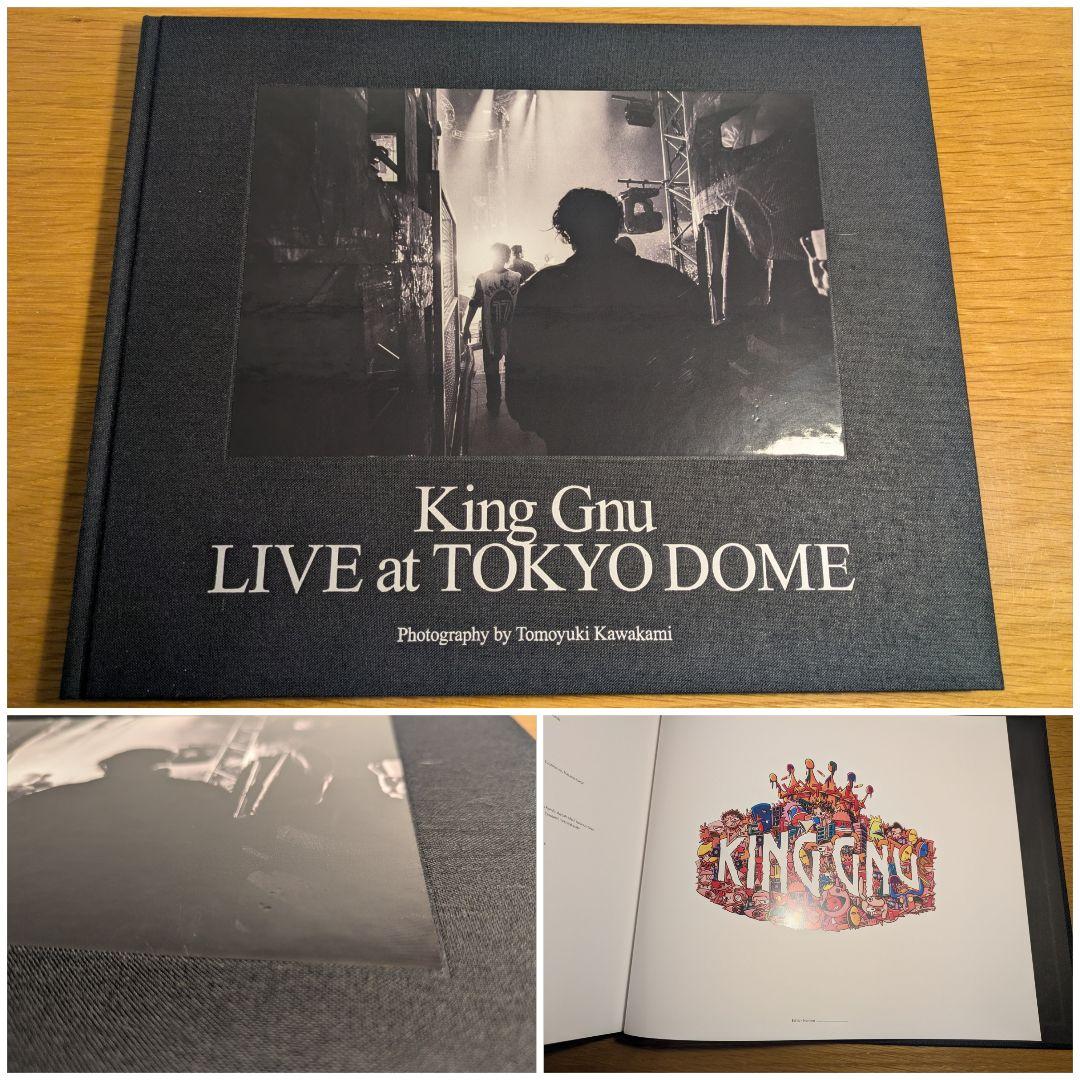 King Gnu
LIVE at TOKYO DOME
Photography by Tomoyuki Kawakami
KING GNU